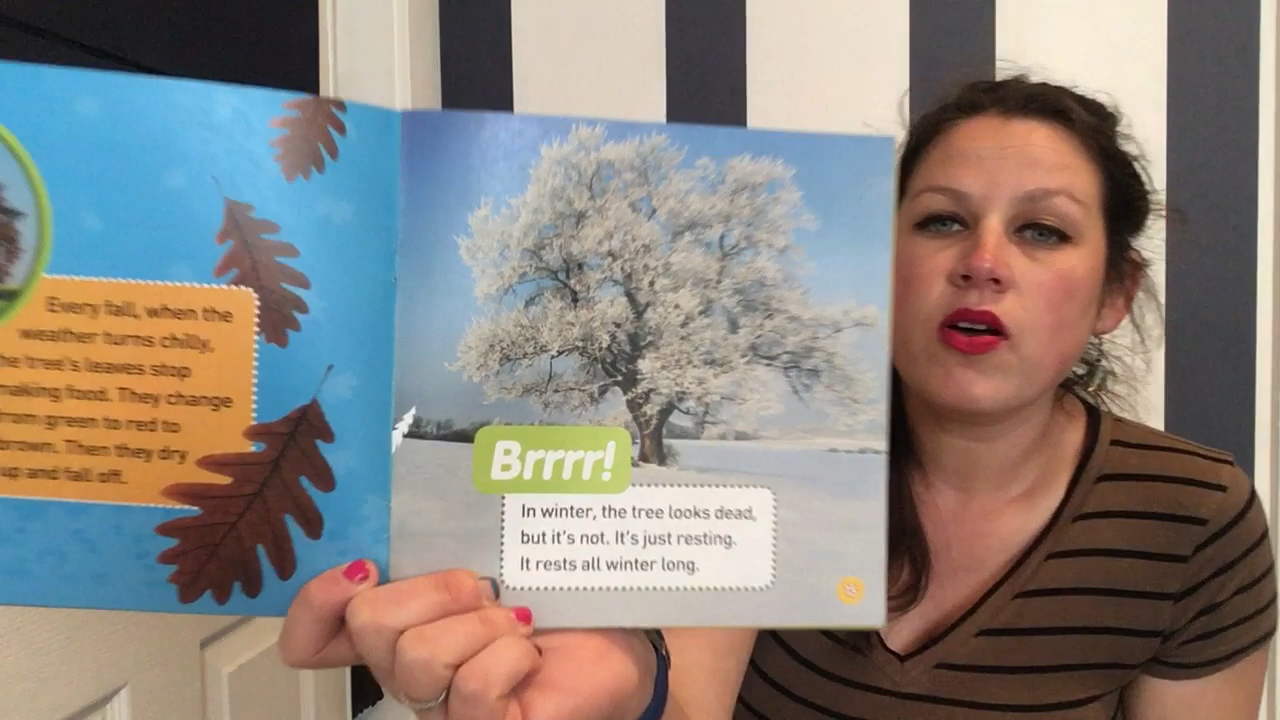 Every fall, when the
weather turns chilly,
he tree's leaves stop
making food. They change
from green to red to
brown. Then they dry
up and fall off.
Brrrr!
In winter, the tree looks dead,
but it's not. It's just resting.
It rests all winter long.